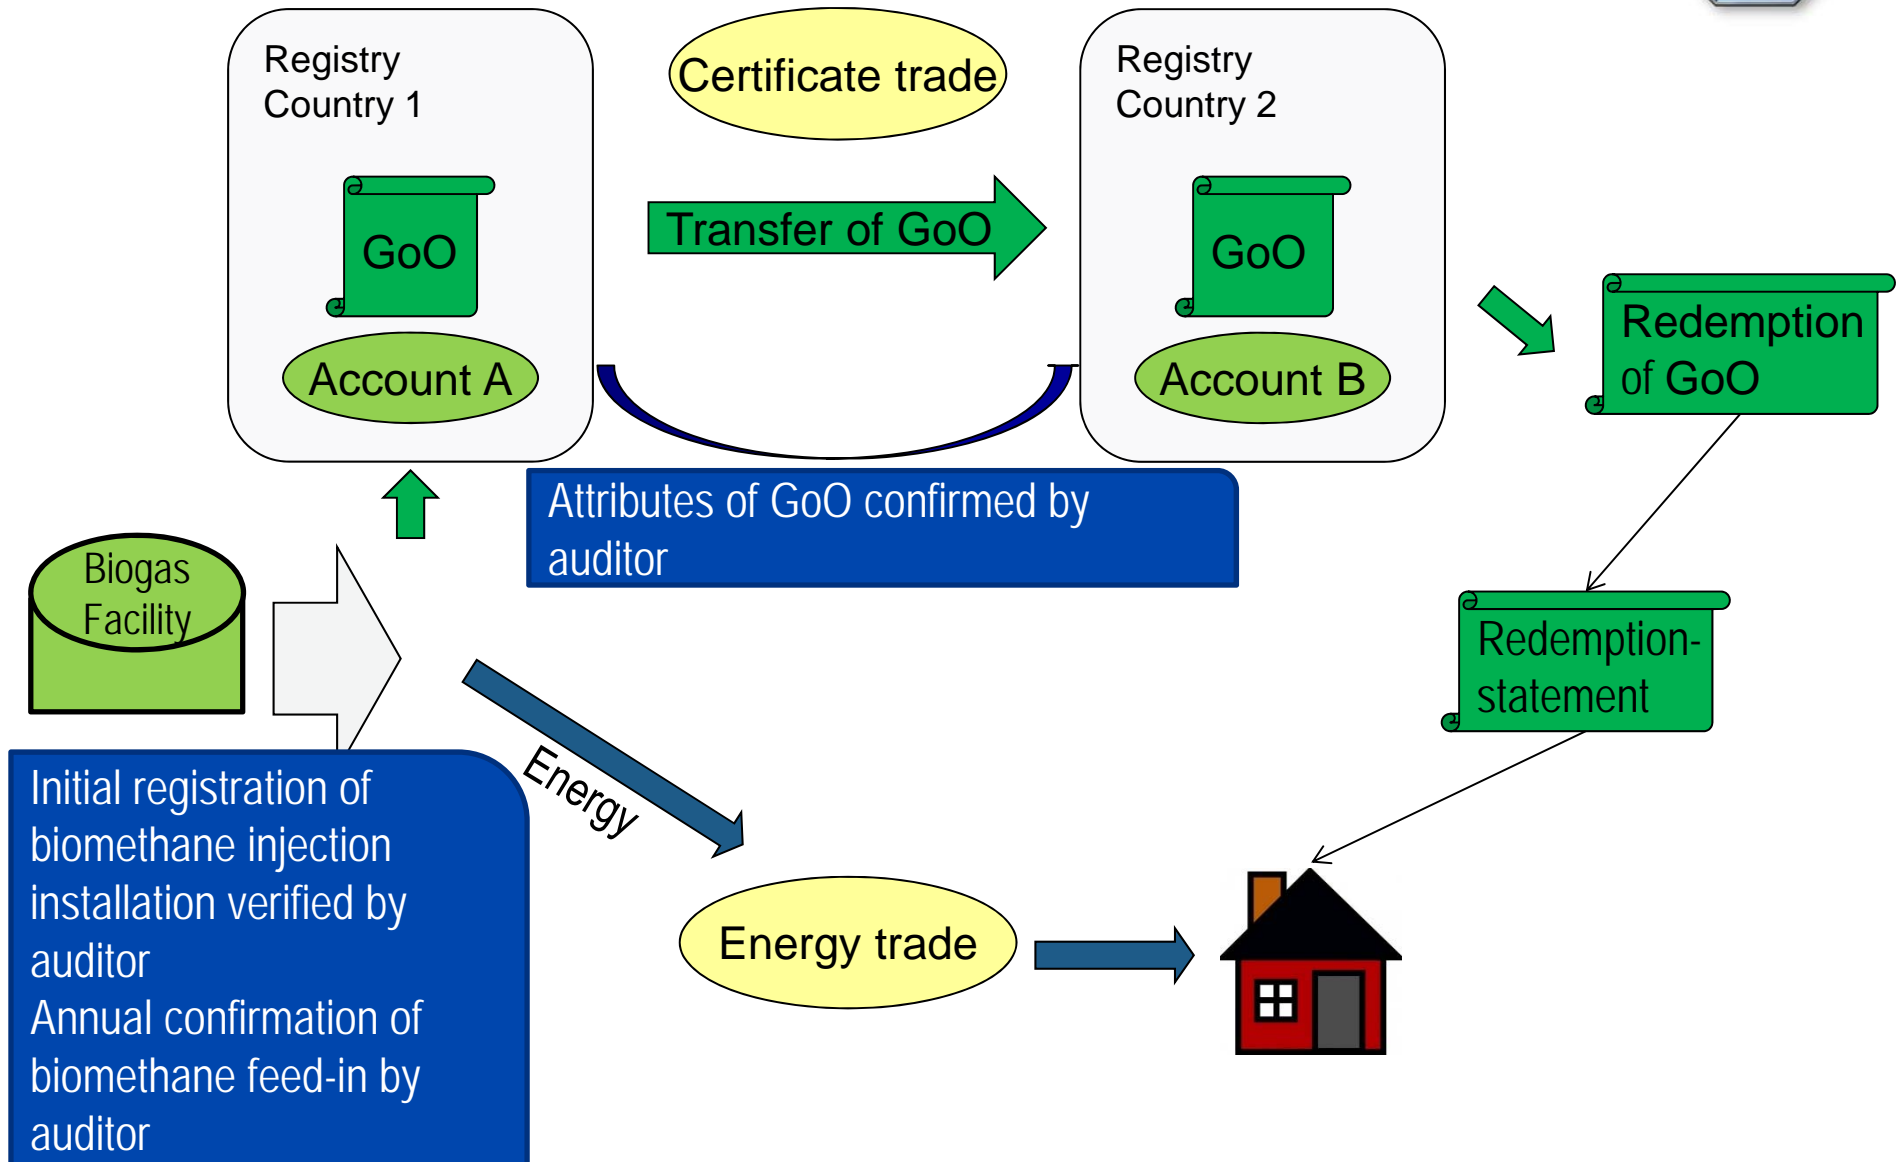 Registry
Country 1
Certificate trade
Registry
Country 2
GoO
Transfer of GoO
GoO
Account A
Account B
Redemption
of GoO
Attributes of GoO confirmed by
auditor
Biogas
Facility
Redemption-
statement
Energy
Initial registration of
biomethane injection
installation verified by
auditor
Annual confirmation of
biomethane feed-in by
auditor
Energy trade